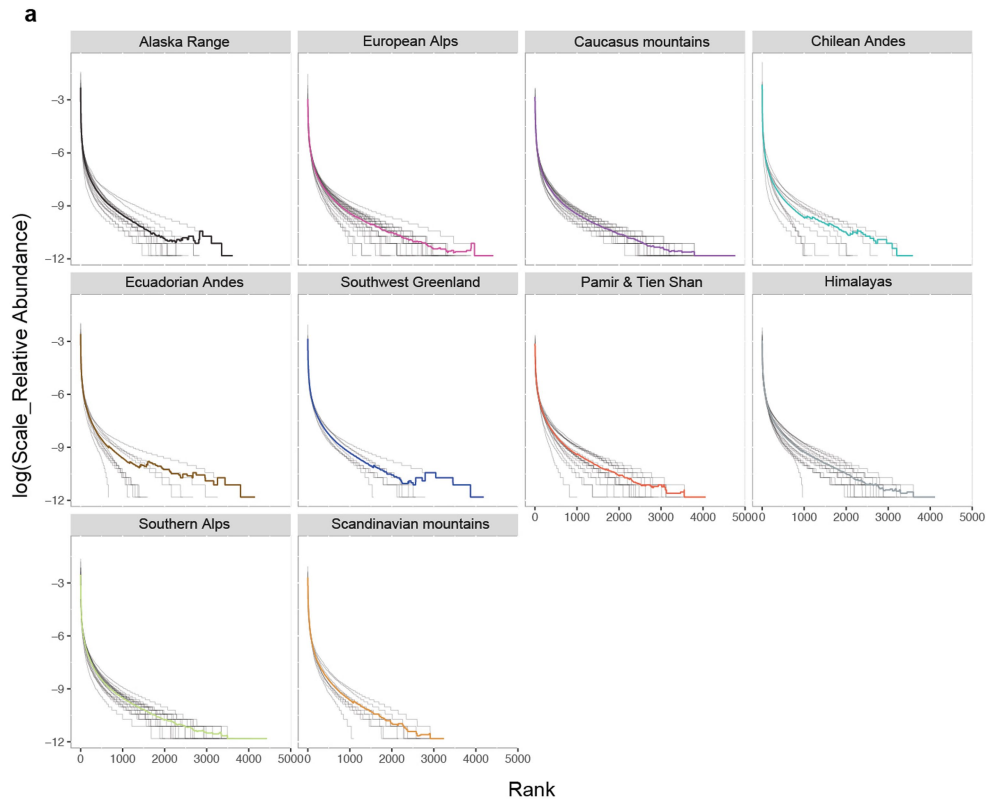 a
Alaska Range European Alps Caucasus mountains Chilean Andes
-3
-6
-9
-12
Ecuadorian Andes Southwest Greenland Pamir & Tien Shan Himalayas
-3
-6
-9
-12
0 1000 2000 3000 4000 5000 0 1000 2000 3000 4000 5000
Southern Alps Scandinavian mountains
-3
-6
-9
-12
0 1000 2000 3000 4000 5000 0 1000 2000 3000 4000 5000
log(Scale_Relative Abundance)
Rank